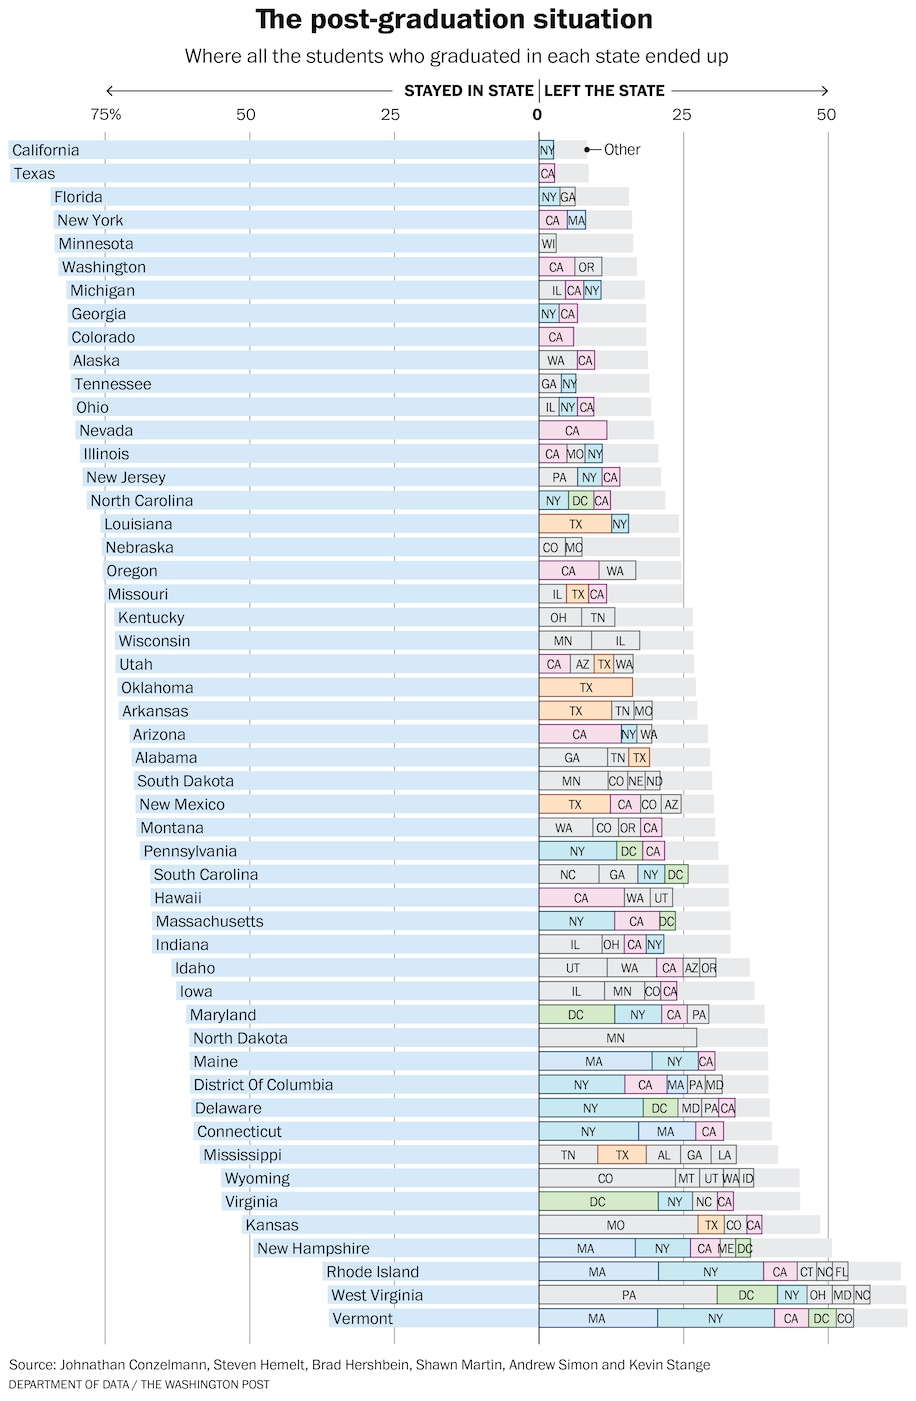 The post-graduation situation
Where all the students who graduated in each state ended up
STAYED IN STATE LEFT THE STATE
75% 50 25 0 25 50
California NY Other
Texas CA
Florida NY GA
New York CA MA
Minnesota WI
Washington CA OR
Michigan IL CA NY
Georgia NY CA
Colorado CA
Alaska WA CA
Tennessee GA NY
Ohio IL NY CA
Nevada CA
Illinois CA MO NY
New Jersey PA NY CA
North Carolina NY DC CA
Louisiana TX NY
Nebraska CO MO
Oregon CA WA
Missouri IL TX CA
Kentucky OH TN
Wisconsin MN IL
Utah CA AZ TX WA
Oklahoma TX
Arkansas TX TN MO
Arizona CA NY WA
Alabama GA TN TX
South Dakota MN CO NE ND
New Mexico TX CA CO AZ
Montana WA CO OR CA
Pennsylvania NY DC CA
South Carolina NC GA NY DC
Hawaii CA WA UT
Massachusetts NY CA DC
Indiana IL OH CA NY
Idaho UT WA CA AZ OR
Iowa IL MN CO CA
Maryland DC NY CA PA
North Dakota MN
Maine MA NY CA
District Of Columbia NY CA MA PA MD
Delaware NY DC MD PA CA
Connecticut NY MA CA
Mississippi TN TX AL GA LA
Wyoming CO MT UT WA ID
Virginia DC NY NC CA
Kansas MO TX CO CA
New Hampshire MA NY CA ME DC
Rhode Island MA NY CA CT NC FL
West Virginia PA DC NY OH MD NC
Vermont MA NY CA DC CO
Source: Johnathan Conzelmann, Steven Hemelt, Brad Hershbein, Shawn Martin, Andrew Simon and Kevin Stange
DEPARTMENT OF DATA / THE WASHINGTON POST